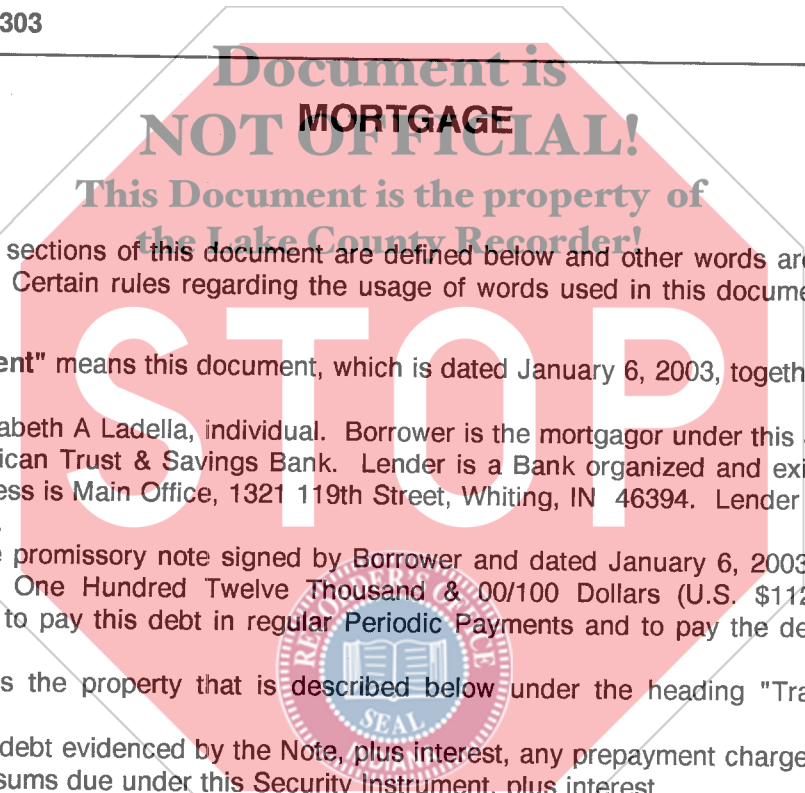 303
Document is
MORTGAGE
NOT OFFICIAL!
This Document is the property of
the Lake County Recorder!
sections of this document are defined below and other words are
Certain rules regarding the usage of words used in this docume
ent" means this document, which is dated January 6, 2003, togeth
STOP
abeth A Ladella, individual. Borrower is the mortgagor under this
ican Trust & Savings Bank. Lender is a Bank organized and exi
ess is Main Office, 1321 119th Street, Whiting, IN 46394. Lender
promissory note signed by Borrower and dated January 6, 2003
One Hundred Twelve Thousand & 00/100 Dollars (U.S. $112
to pay this debt in regular Periodic Payments and to pay the de
s the property that is described below under the heading "Tra
debt evidenced by the Note, plus interest, any prepayment charge
sums due under this Security Instrument, plus interest
RECORDER'S OFFICE
SEAL
INDIANA